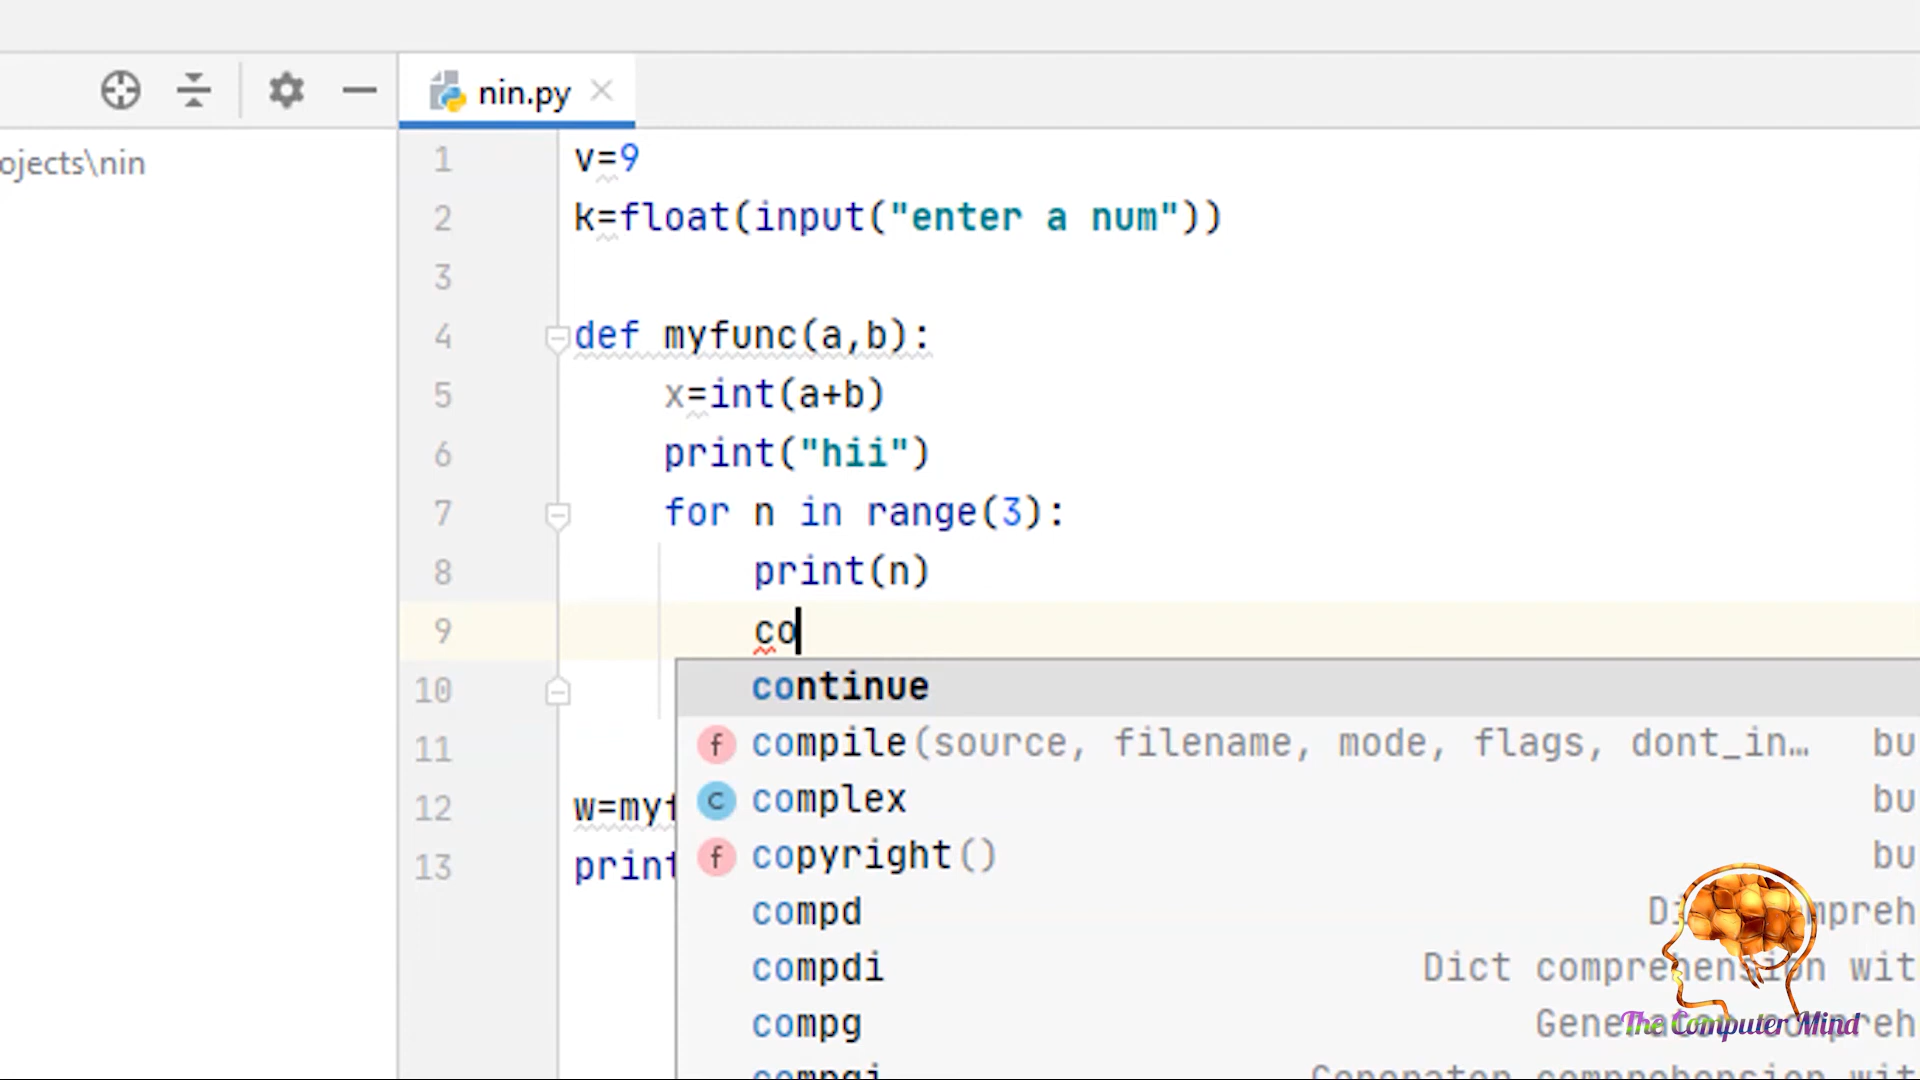 nin.py
ojects\nin
1 v=9
2 k=float(input("enter a num"))
3
4 def myfunc(a,b):
5 x=int(a+b)
6 print("hii")
7 for n in range(3):
8 print(n)
9 co
10
11
12 w=myf
13 print
continue
f compile(source, filename, mode, flags, dont_in… bu
c complex bu
f copyright() bu
compd
compdi Dict comprehension wit
compg
The Computer Mind